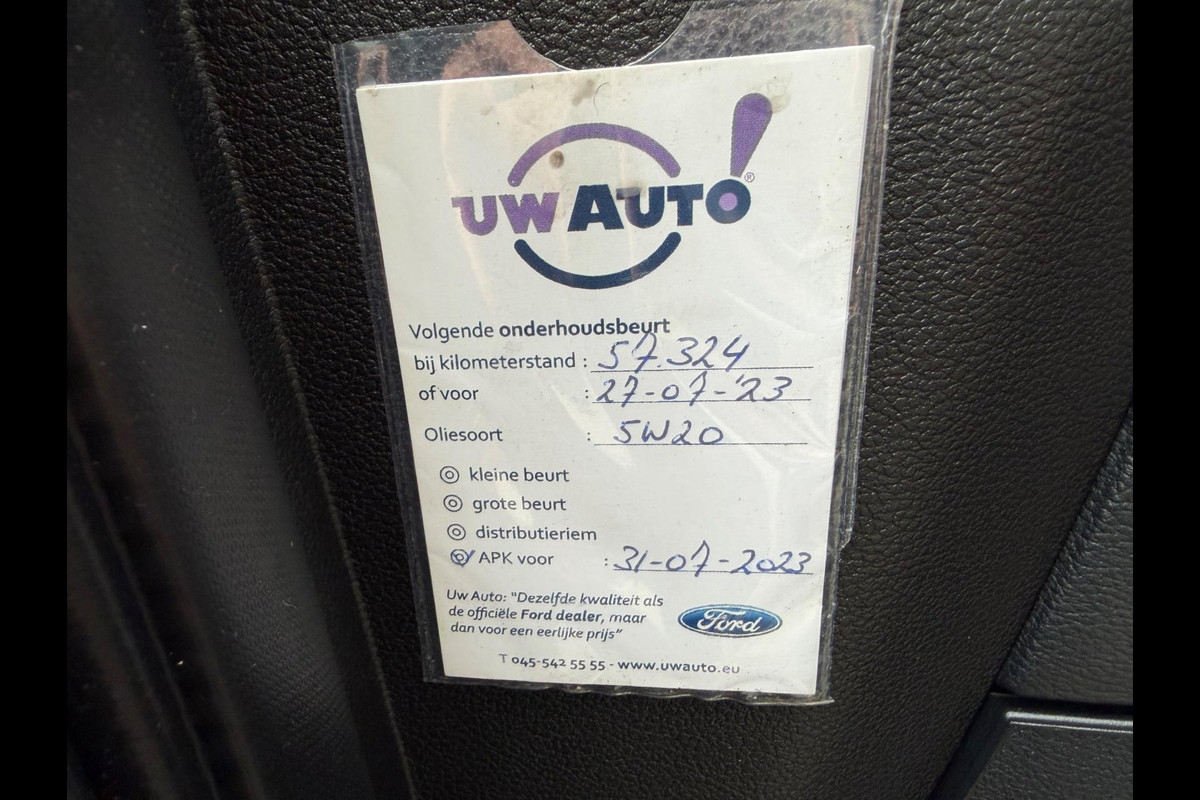 UW AUTO!®
Volgende onderhoudsbeurt
bij kilometerstand : 57.324
of voor : 27-07-'23
Oliesoort : 5W20
kleine beurt
grote beurt
distributieriem
APK voor : 31-07-2023
Uw Auto: "Dezelfde kwaliteit als
de officiële Ford dealer, maar
dan voor een eerlijke prijs"
Ford
T 045-542 55 55 - www.uwauto.eu